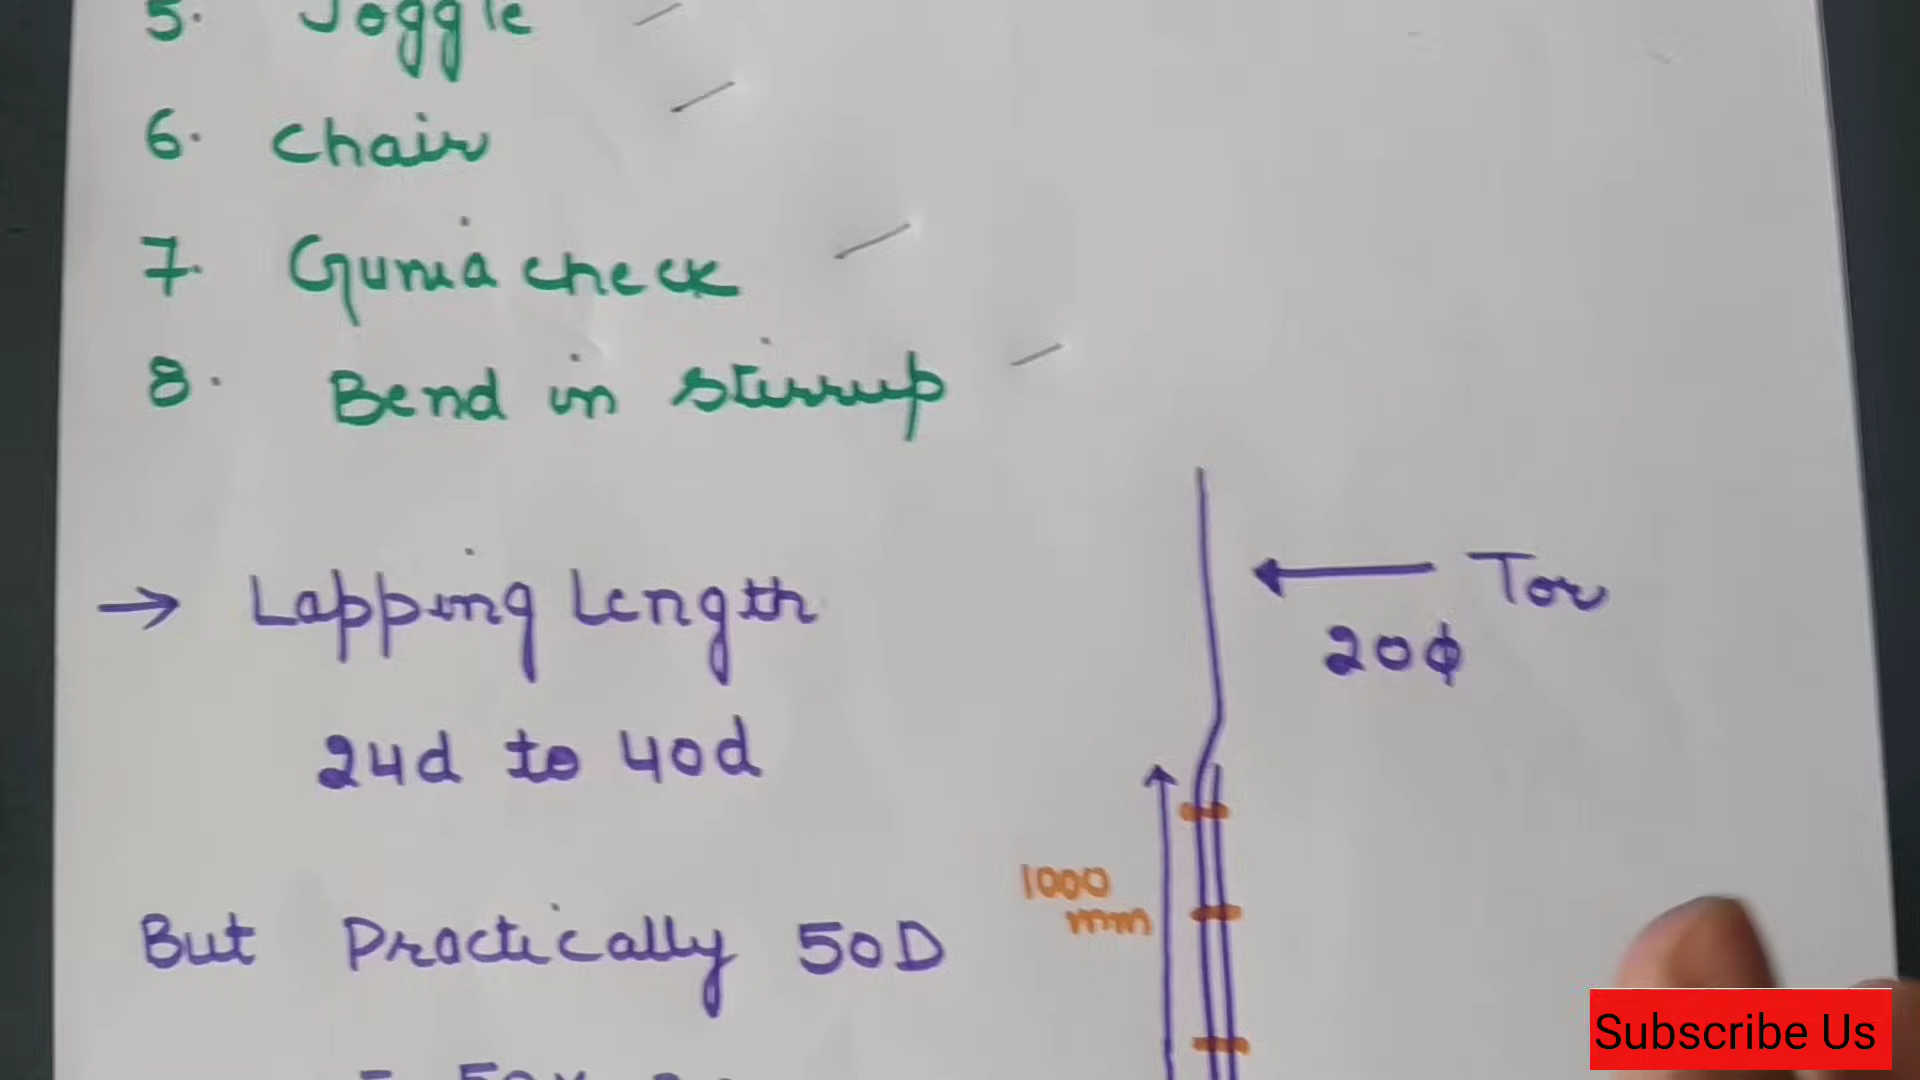 5. Joggle
6. Chair
7. Gunia check
8. Bend in stirrup
→ Lapping Length
24d to 40d
But Practically 50D
Tor
20ϕ
1000
mm
Subscribe Us